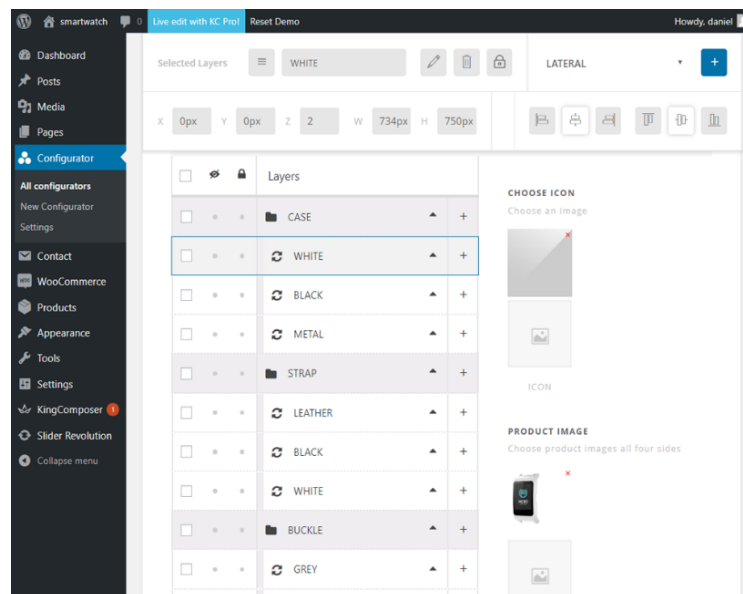 smartwatch 0 Live edit with KC Pro! Reset Demo Howdy, daniel
Dashboard
Posts
Media
Pages
Configurator
All configurators
New Configurator
Settings
Contact
WooCommerce
Products
Appearance
Tools
Settings
KingComposer 1
Slider Revolution
Collapse menu
Selected Layers WHITE LATERAL +
X 0px Y 0px Z 2 W 734px H 750px
Layers
CASE +
WHITE +
BLACK +
METAL +
STRAP +
LEATHER +
BLACK +
WHITE +
BUCKLE +
GREY +
CHOOSE ICON
Choose an image
ICON
PRODUCT IMAGE
Choose product images all four sides